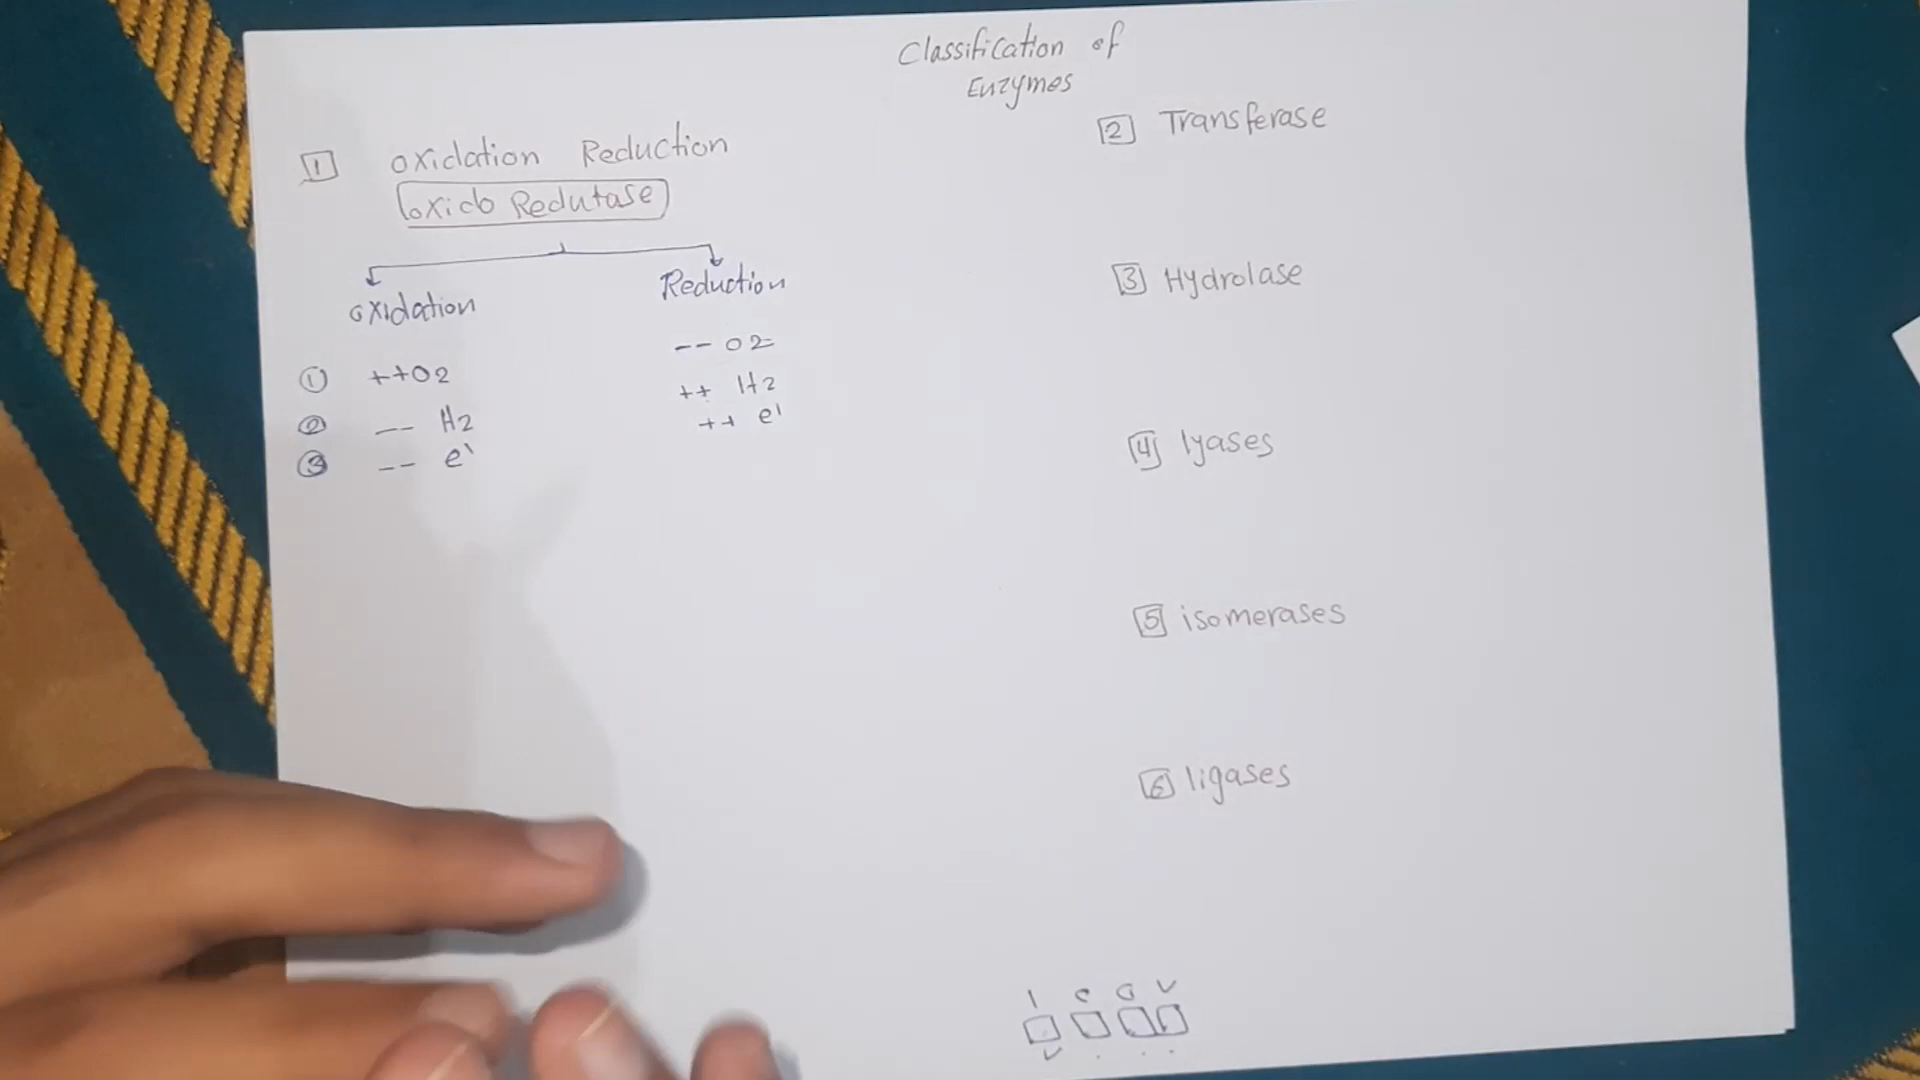 Classification of
Enzymes
1 oxidation Reduction
oxido Redutase
oxidation
Reduction
① ++O2
② -- H2
③ -- e'
-- O2
++ H2
++ e'
2 Transferase
3 Hydrolase
4 lyases
5 isomerases
6 ligases